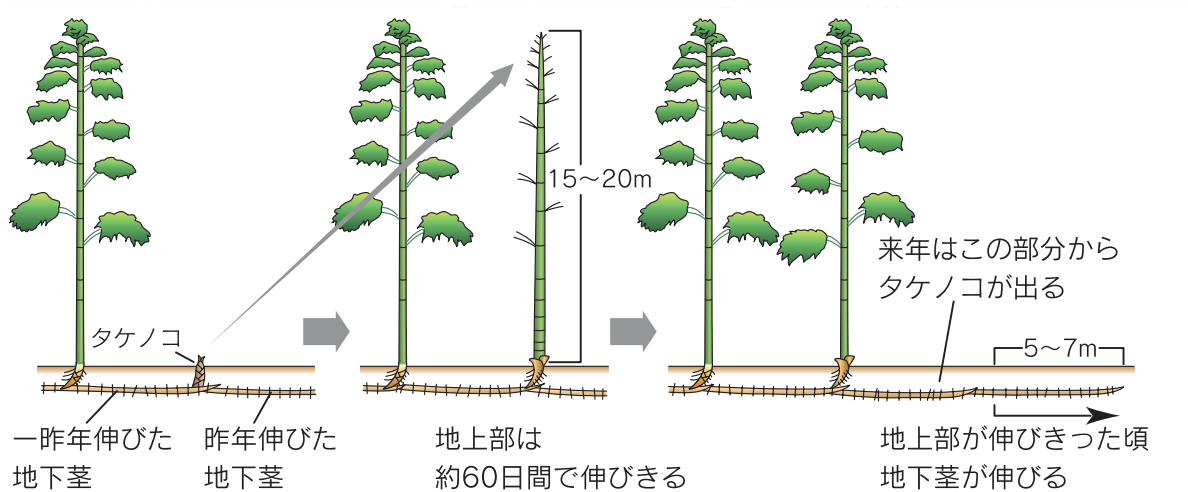 タケノコ
一昨年伸びた
地下茎
昨年伸びた
地下茎
15～20m
地上部は
約60日間で伸びきる
来年はこの部分から
タケノコが出る
5～7m
地上部が伸びきった頃
地下茎が伸びる